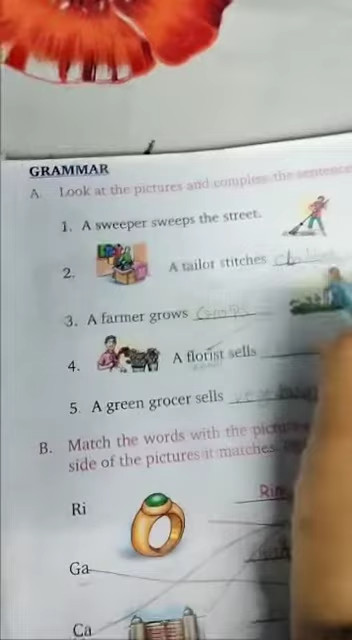 GRAMMAR
A. Look at the pictures and complete the sentence
1. A sweeper sweeps the street.
2. A tailor stitches
3. A farmer grows
4. A florist sells
5. A green grocer sells
B. Match the words with the
side of the pictures it matches.
Ri
Ga
Ca